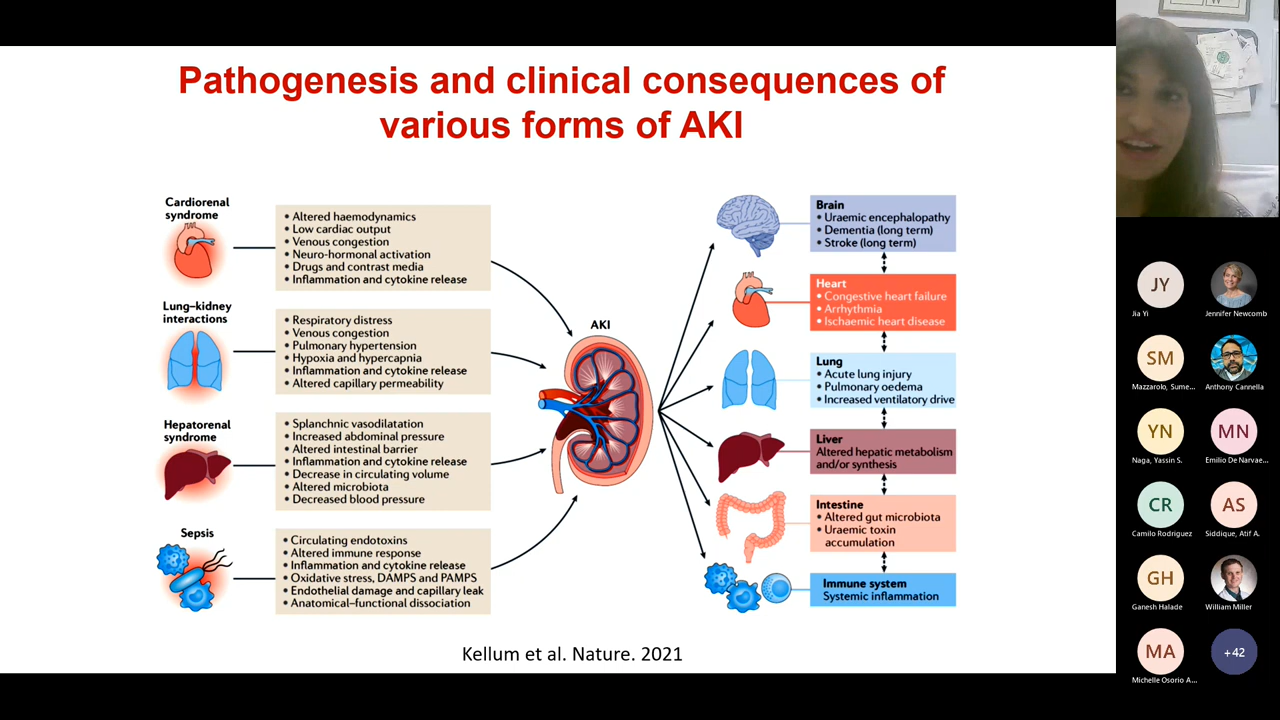 Pathogenesis and clinical consequences of
various forms of AKI
Cardiorenal
syndrome
• Altered haemodynamics
• Low cardiac output
• Venous congestion
• Neuro-hormonal activation
• Drugs and contrast media
• Inflammation and cytokine release
Lung–kidney
interactions
• Respiratory distress
• Venous congestion
• Pulmonary hypertension
• Hypoxia and hypercapnia
• Inflammation and cytokine release
• Altered capillary permeability
Hepatorenal
syndrome
• Splanchnic vasodilatation
• Increased abdominal pressure
• Altered intestinal barrier
• Inflammation and cytokine release
• Decrease in circulating volume
• Altered microbiota
• Decreased blood pressure
Sepsis
• Circulating endotoxins
• Altered immune response
• Inflammation and cytokine release
• Oxidative stress, DAMPS and PAMPS
• Endothelial damage and capillary leak
• Anatomical–functional dissociation
AKI
Brain
• Uraemic encephalopathy
• Dementia (long term)
• Stroke (long term)
Heart
• Congestive heart failure
• Arrhythmia
• Ischaemic heart disease
Lung
• Acute lung injury
• Pulmonary oedema
• Increased ventilatory drive
Liver
Altered hepatic metabolism
and/or synthesis
Intestine
• Altered gut microbiota
• Uraemic toxin
accumulation
Immune system
Systemic inflammation
Kellum et al. Nature. 2021
JY
Jia Yi
Jennifer Newcomb
SM
Mazzarolo, Sume...
Anthony Cannella
YN
Naga, Yassin S.
MN
Emilio De Narvae...
CR
Camilo Rodriguez
AS
Siddique, Atif A.
GH
Ganesh Halade
William Miller
MA
Michelle Osorio A...
+42